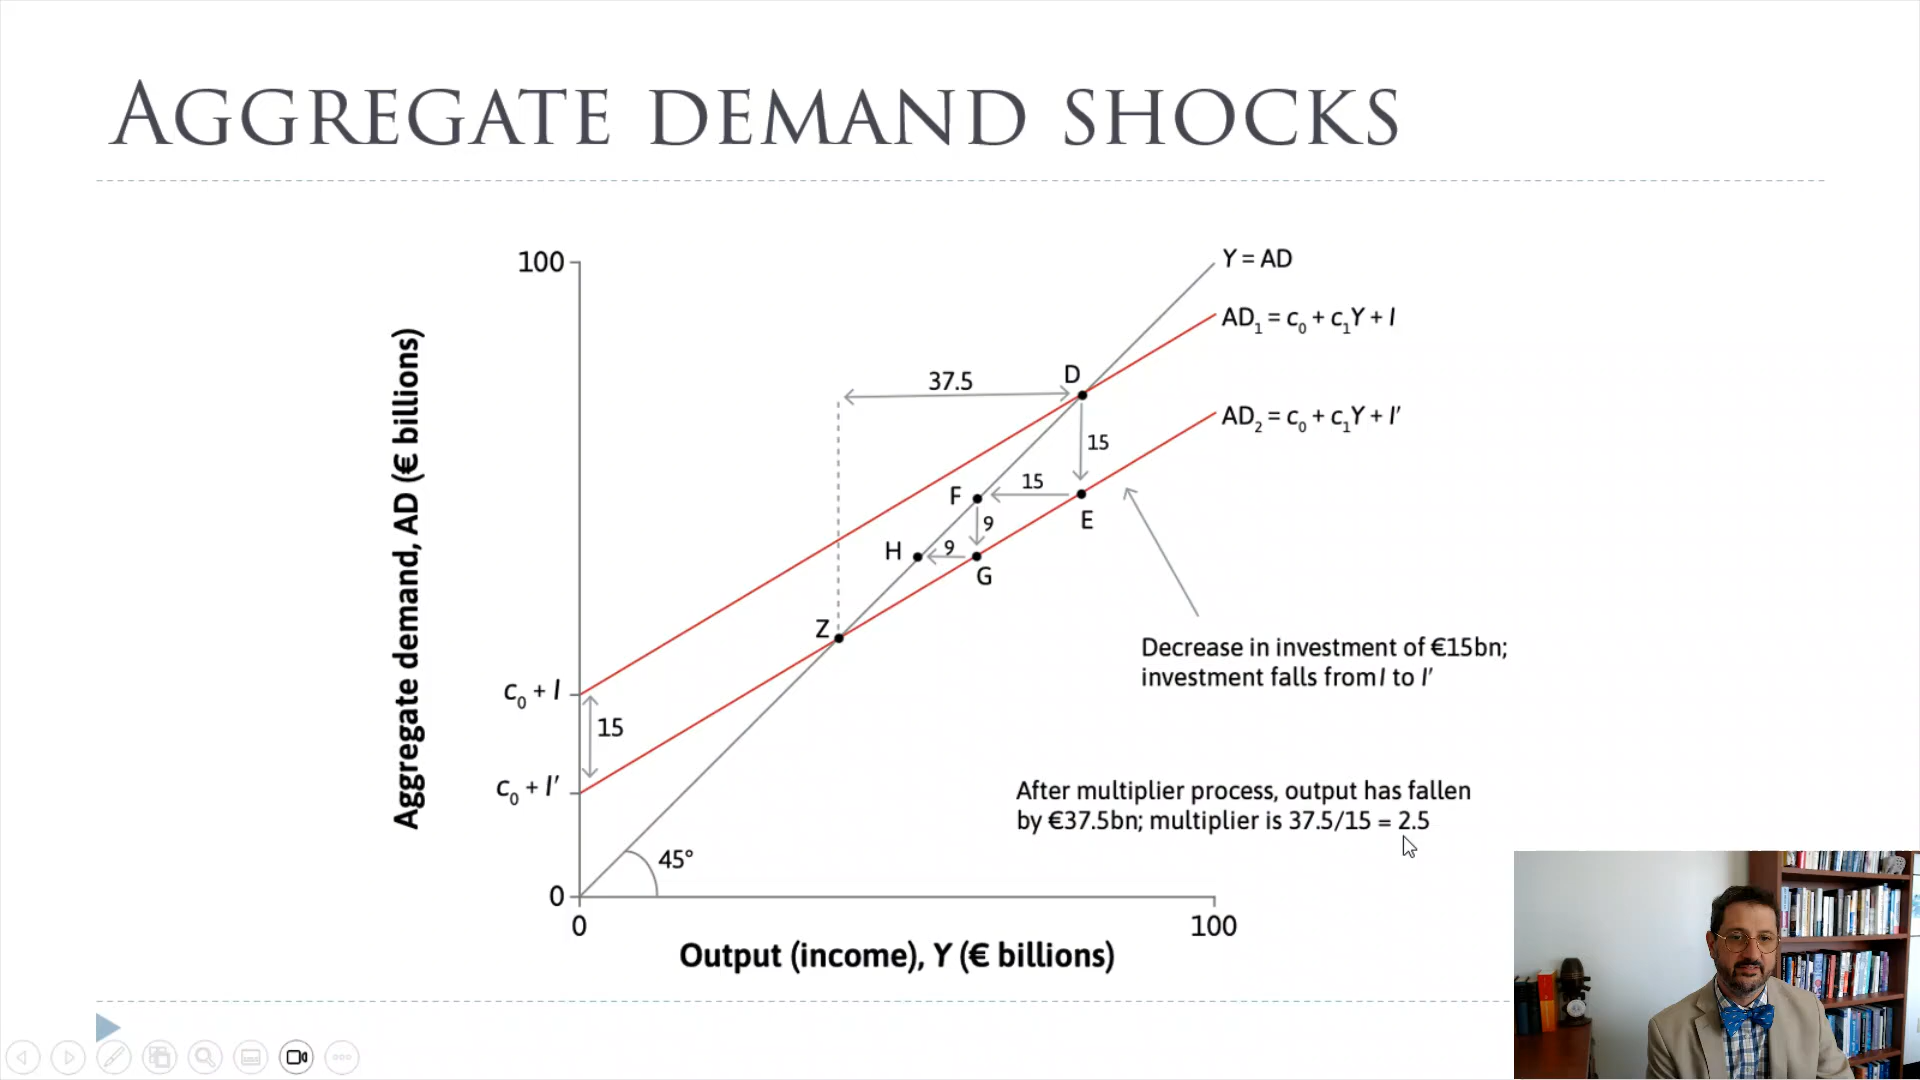 AGGREGATE DEMAND SHOCKS
100
Y = AD
AD₁ = c₀ + c₁Y + I
D
37.5
AD₂ = c₀ + c₁Y + I′
15
15
F
E
9
H
9
G
Z
Decrease in investment of €15bn;
investment falls from I to I′
c₀ + I
15
c₀ + I′
After multiplier process, output has fallen
by €37.5bn; multiplier is 37.5/15 = 2.5
45°
0
0
100
Aggregate demand, AD (€ billions)
Output (income), Y (€ billions)